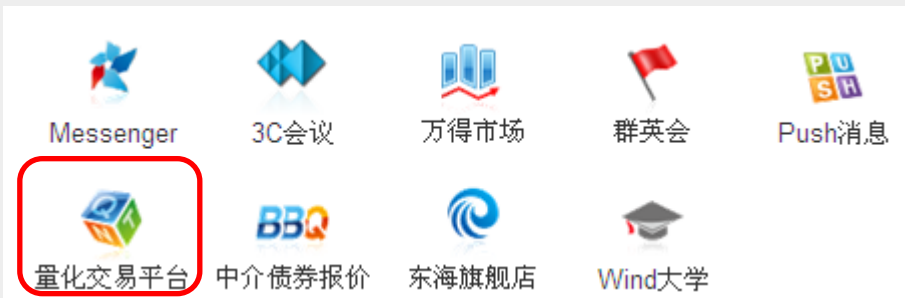 PUSH
Messenger 3C会议 万得市场 群英会 Push消息
QNT
BBQ
量化交易平台 中介债券报价 东海旗舰店 Wind大学